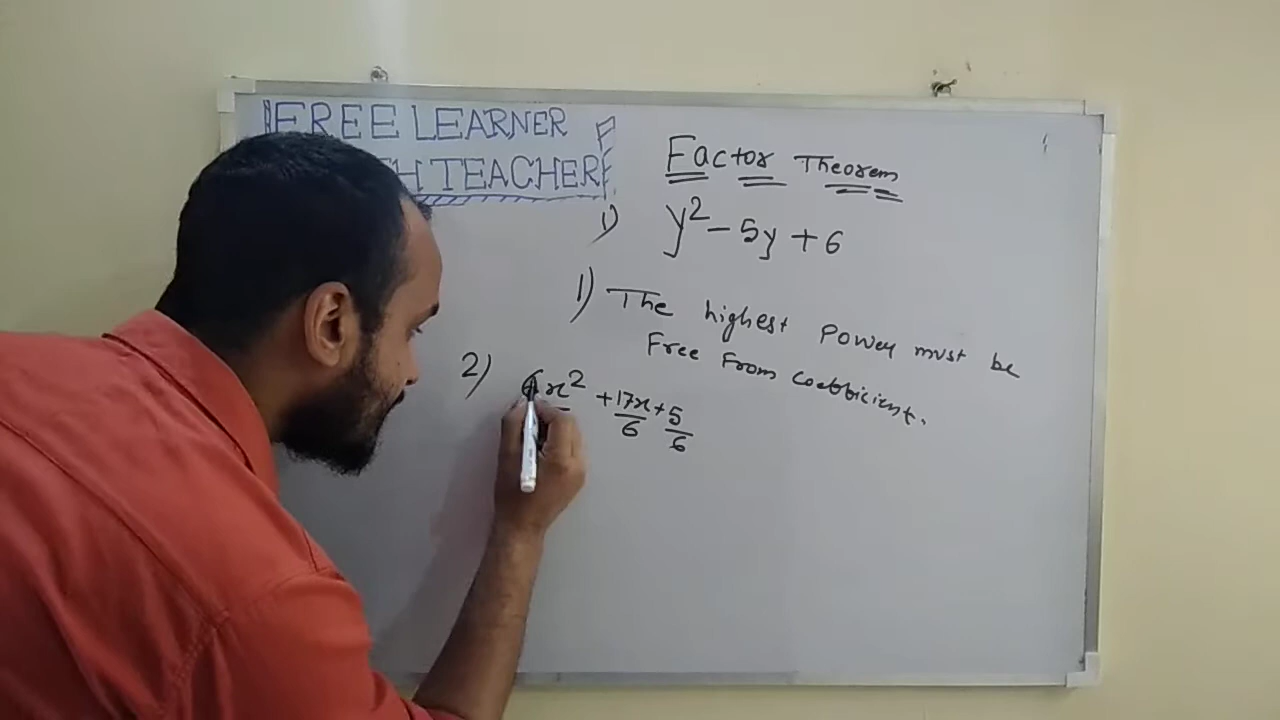 FREE LEARNER
H TEACHER
Factor Theorem
1) y² - 5y + 6
1) The highest Power must be
Free From coefficient.
2) 6x² + 17x/6 + 5/6